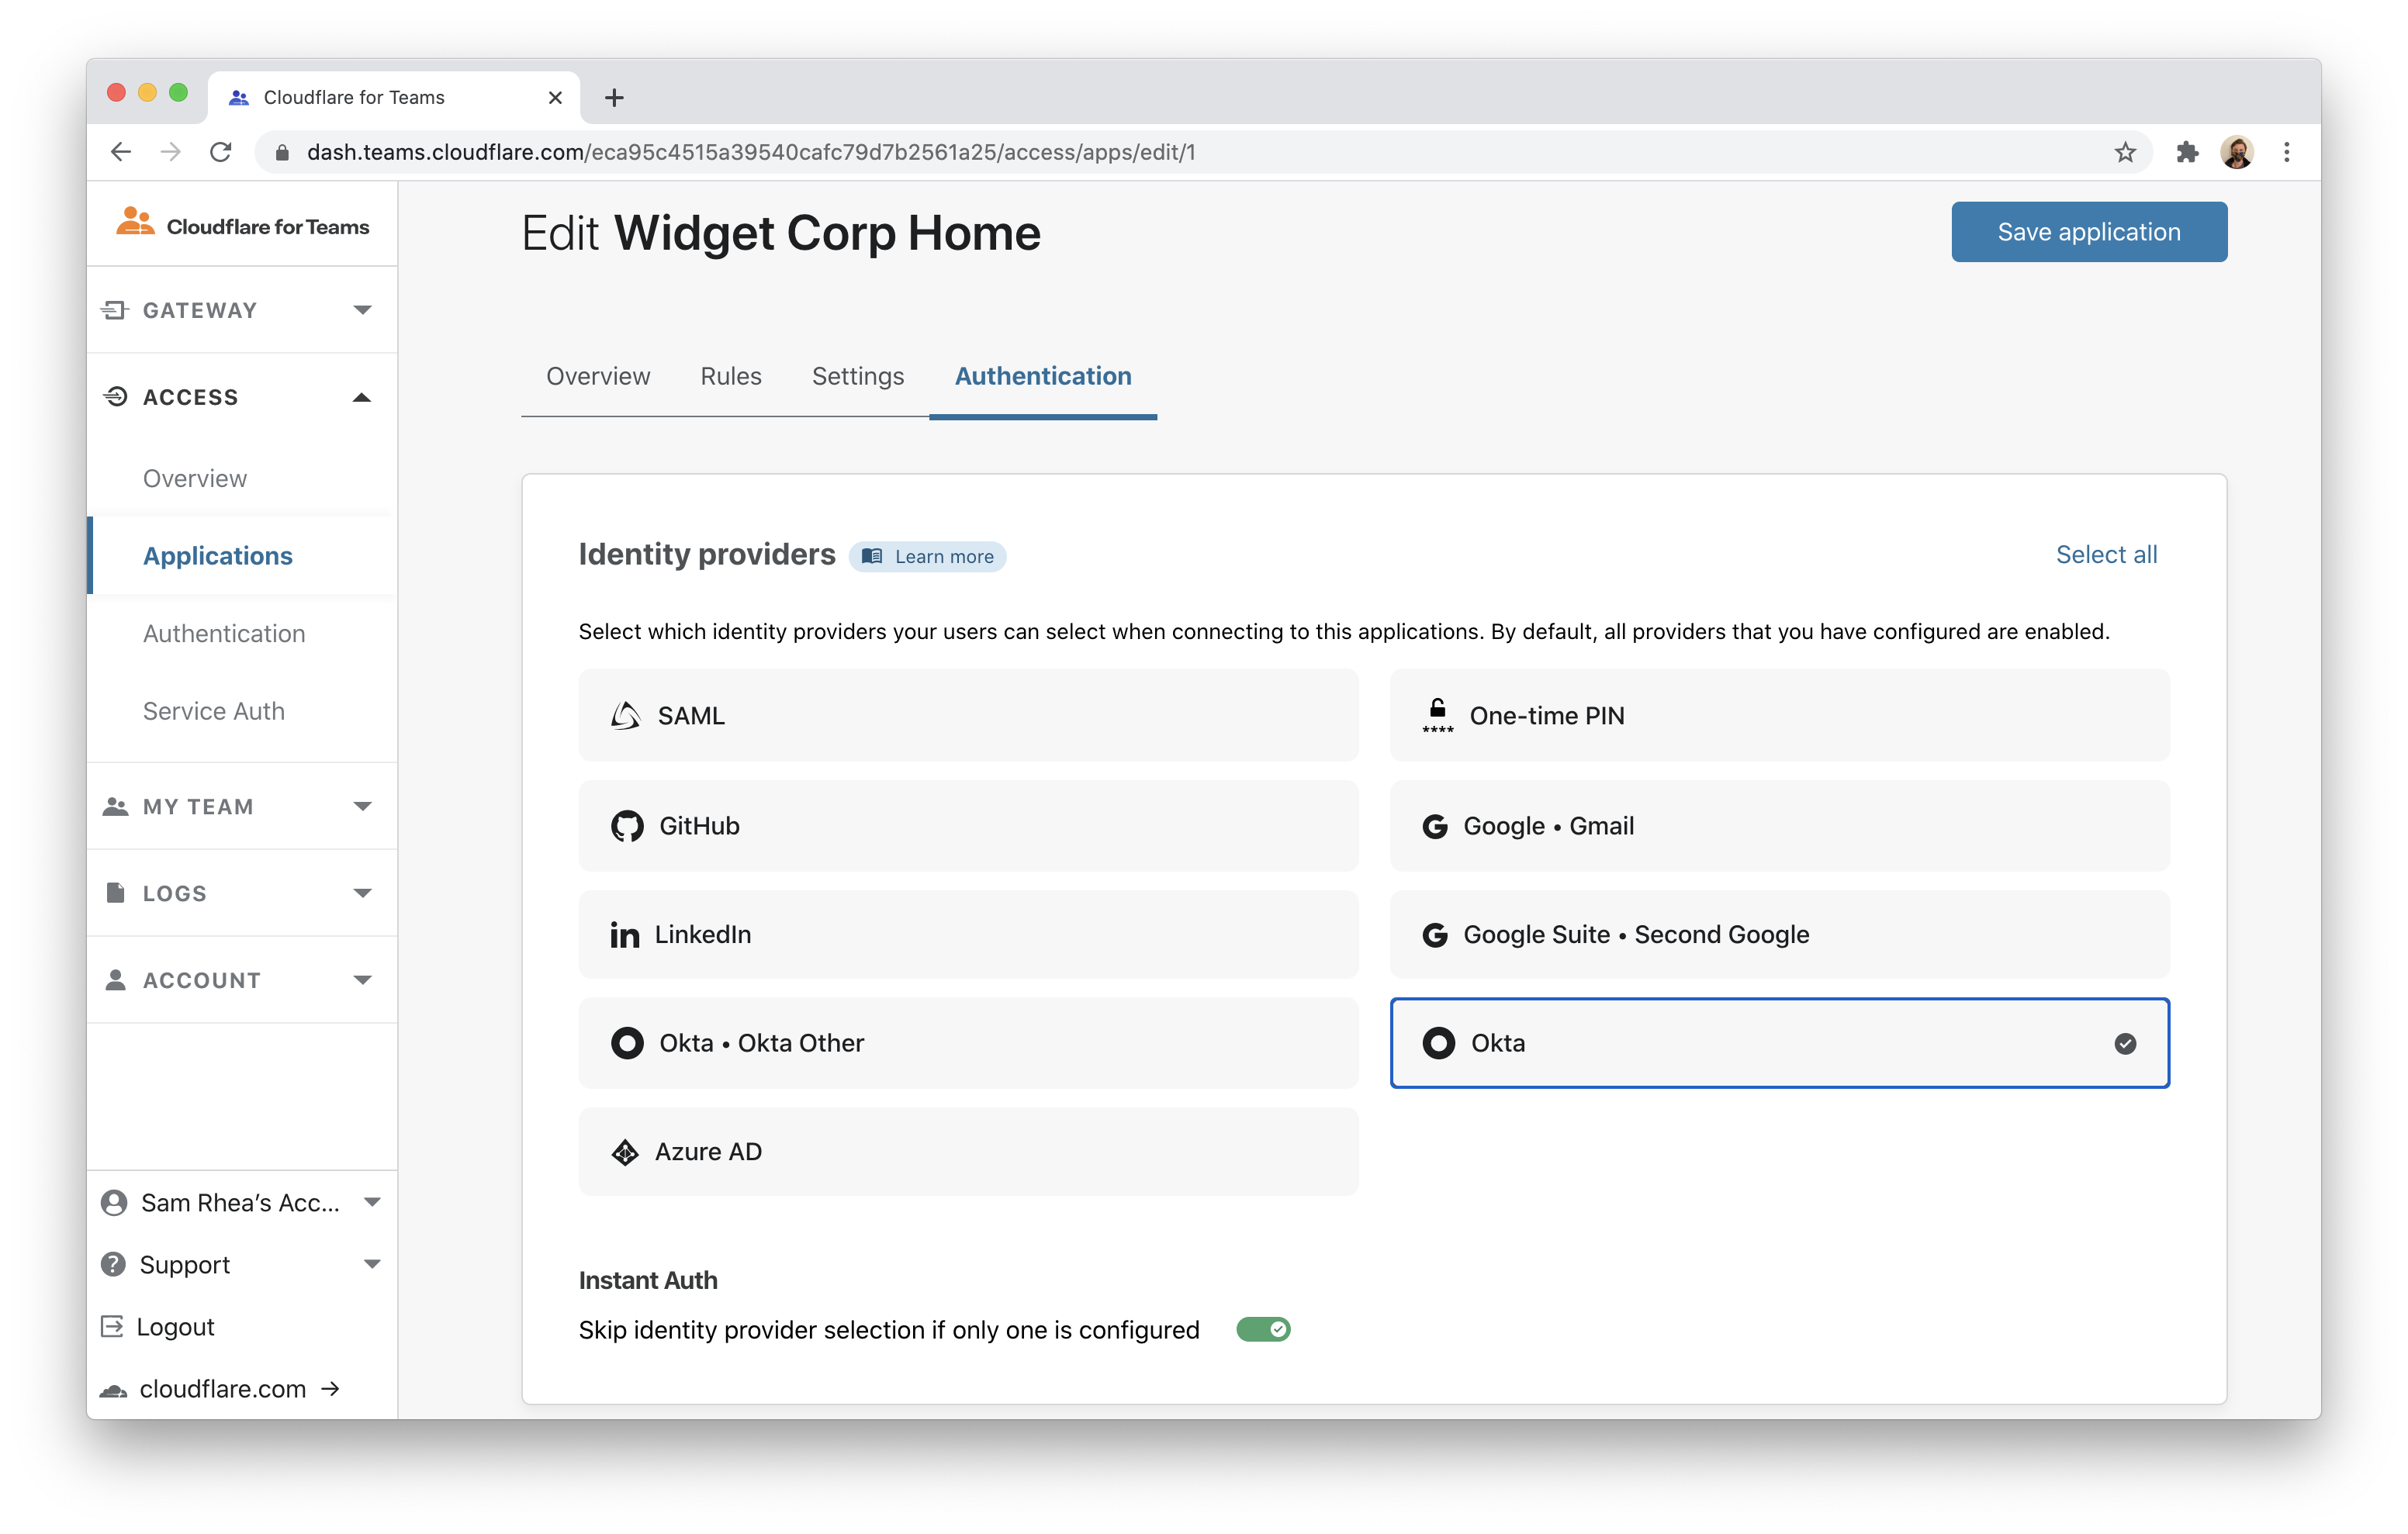 Cloudflare for Teams
dash.teams.cloudflare.com/eca95c4515a39540cafc79d7b2561a25/access/apps/edit/1
Cloudflare for Teams
GATEWAY
ACCESS
Overview
Applications
Authentication
Service Auth
MY TEAM
LOGS
ACCOUNT
Sam Rhea’s Acc...
Support
Logout
cloudflare.com →
Edit Widget Corp Home
Save application
Overview Rules Settings Authentication
Identity providers Learn more Select all
Select which identity providers your users can select when connecting to this applications. By default, all providers that you have configured are enabled.
SAML
**** One-time PIN
GitHub
Google • Gmail
in LinkedIn
Google Suite • Second Google
Okta • Okta Other
Okta
Azure AD
Instant Auth
Skip identity provider selection if only one is configured